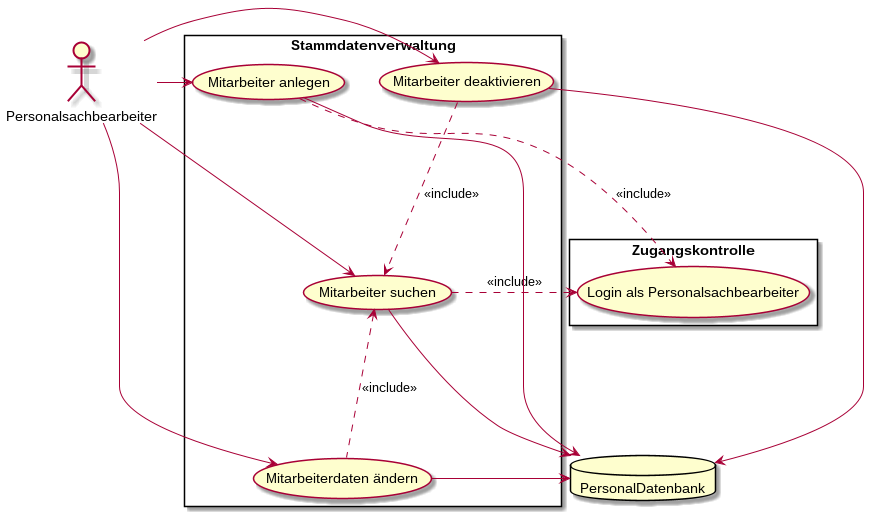 Stammdatenverwaltung
Mitarbeiter anlegen
Mitarbeiter deaktivieren
Personalsachbearbeiter
«include»
«include»
Zugangskontrolle
«include»
Mitarbeiter suchen
Login als Personalsachbearbeiter
«include»
Mitarbeiterdaten ändern
PersonalDatenbank